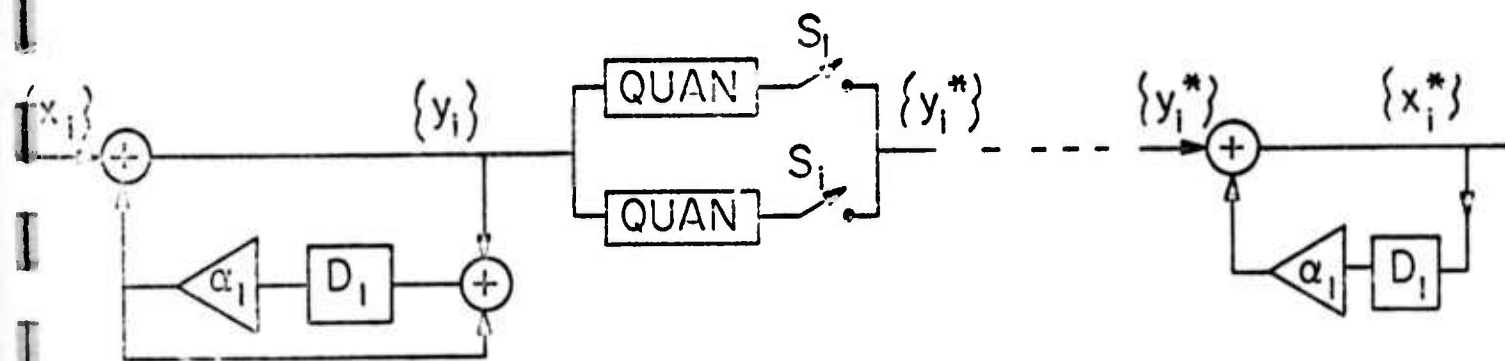 {x_i}
{y_i}
QUAN
S_1
{y_i*}
{y_i*}
{x_i*}
+
QUAN
S_i
+
α_1
D_1
+
α_1
D_1